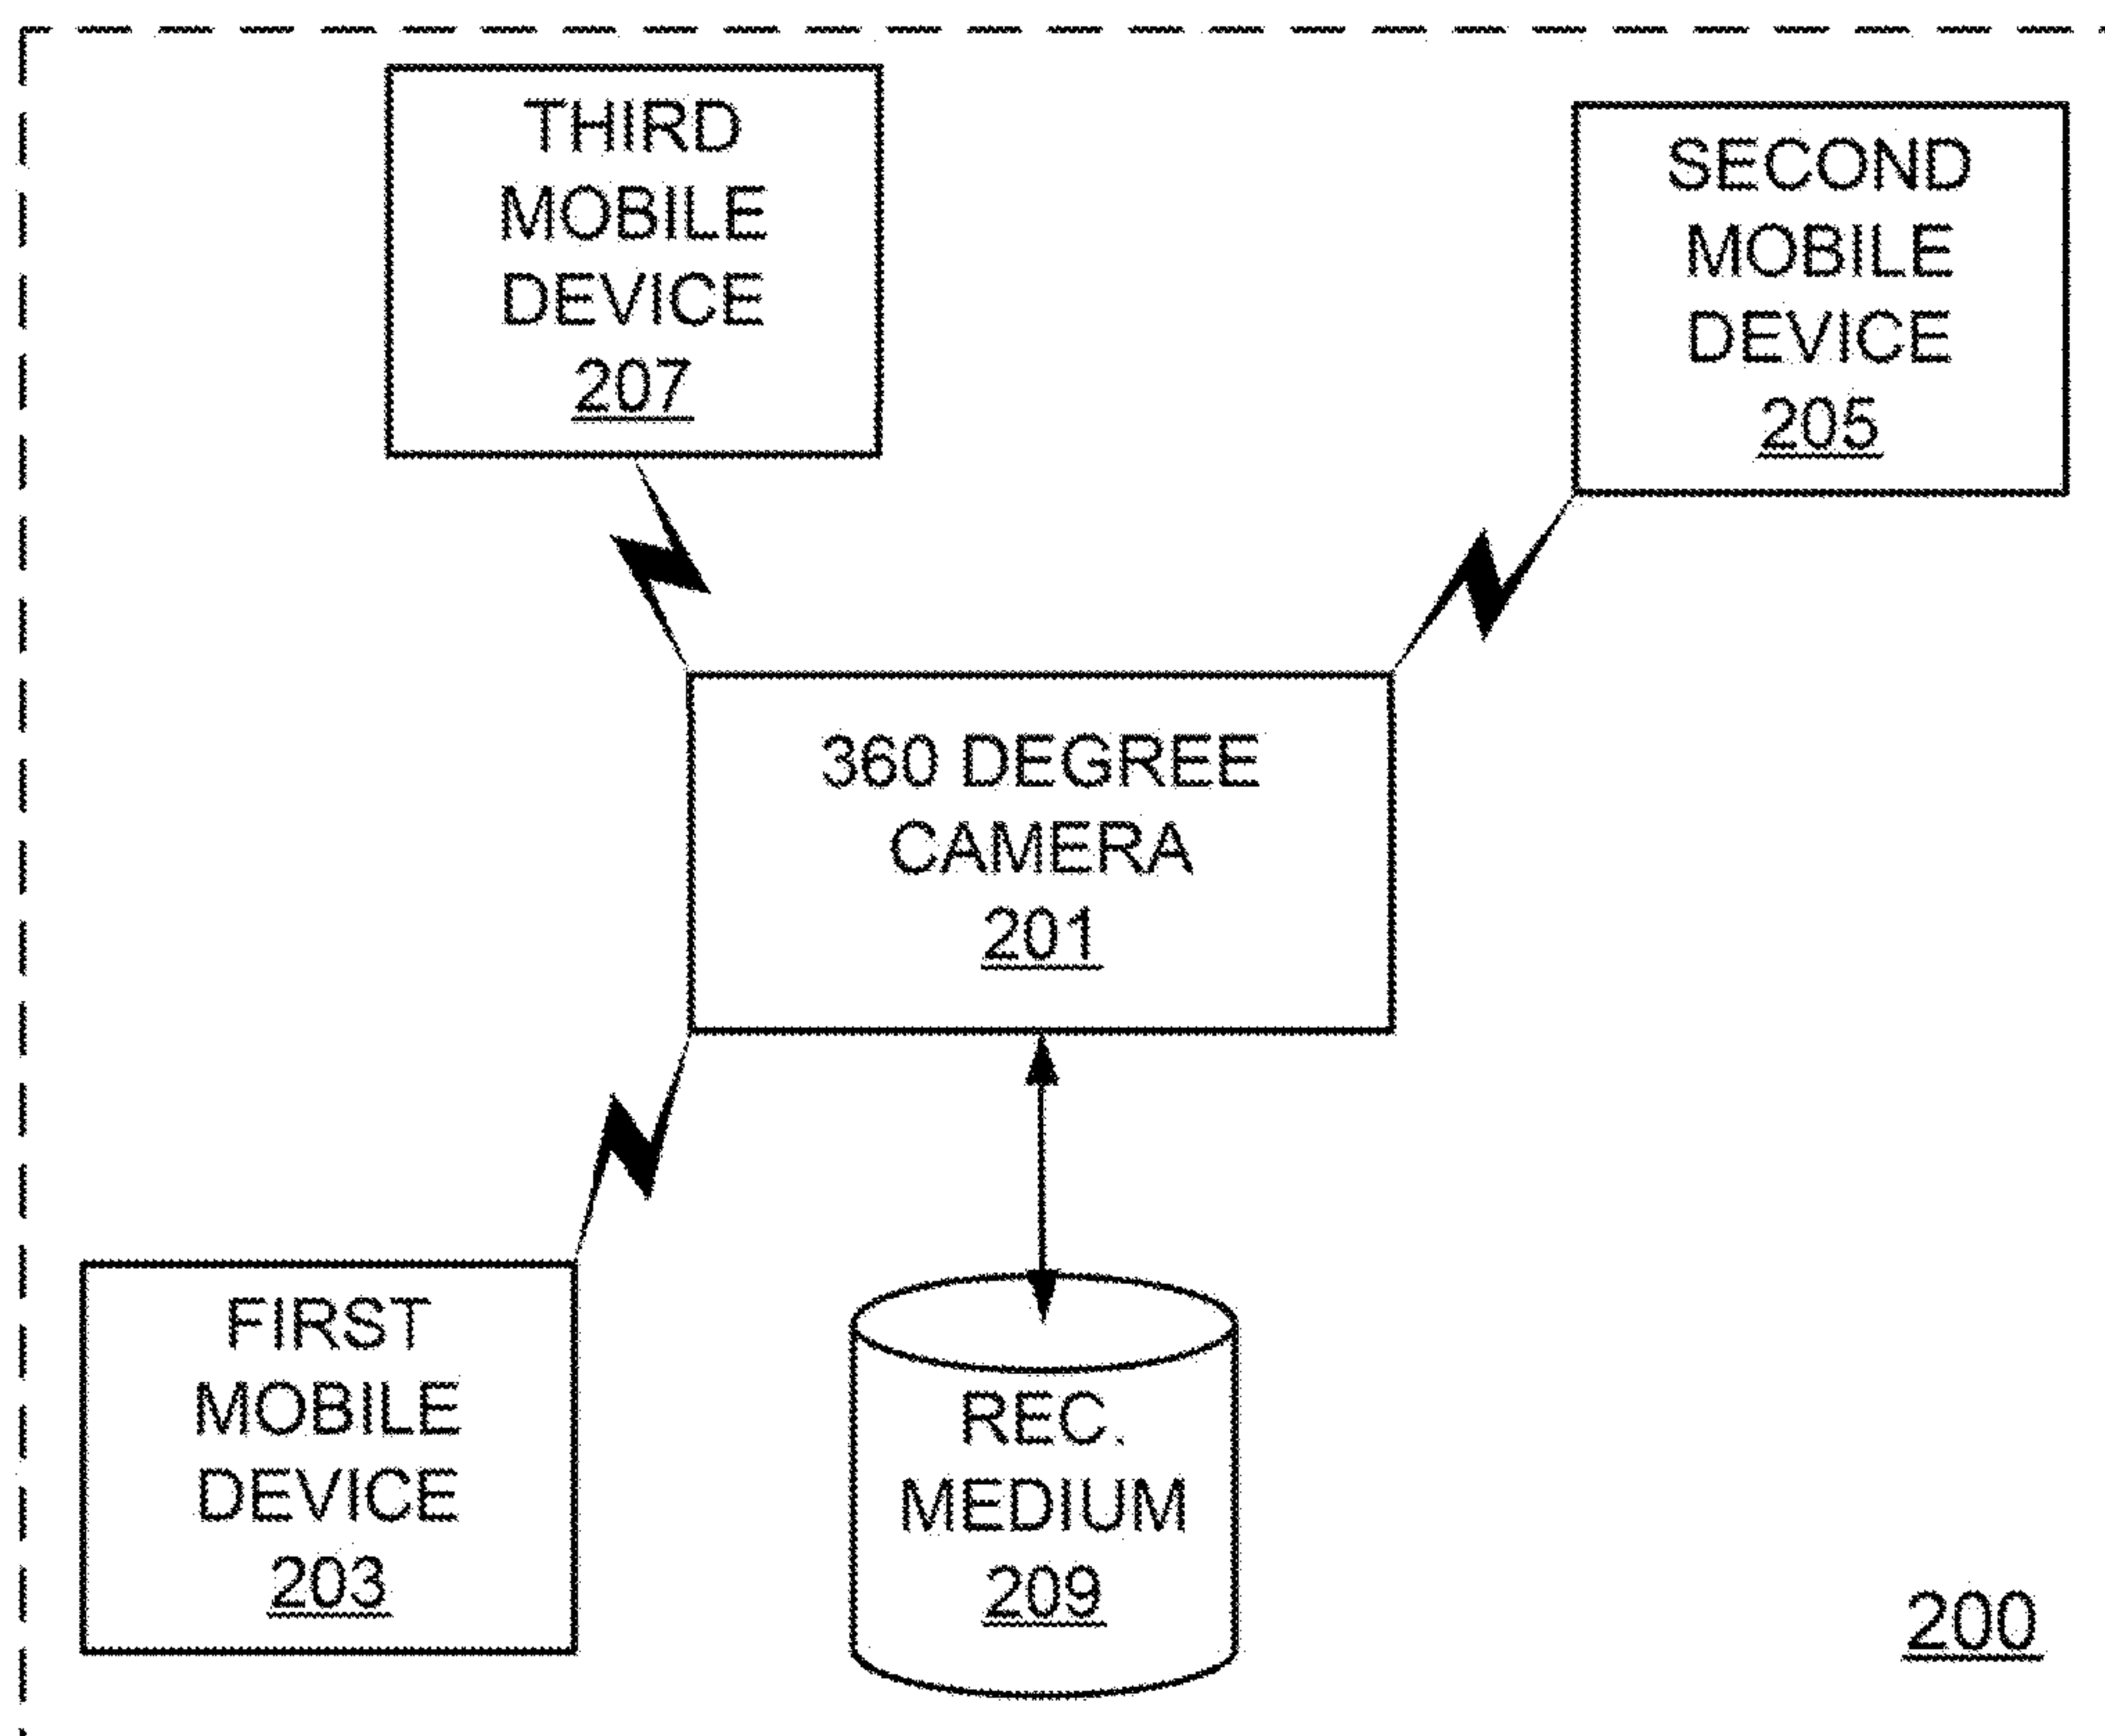 THIRD
MOBILE
DEVICE
207
SECOND
MOBILE
DEVICE
205
360 DEGREE
CAMERA
201
FIRST
MOBILE
DEVICE
203
REC.
MEDIUM
209
200